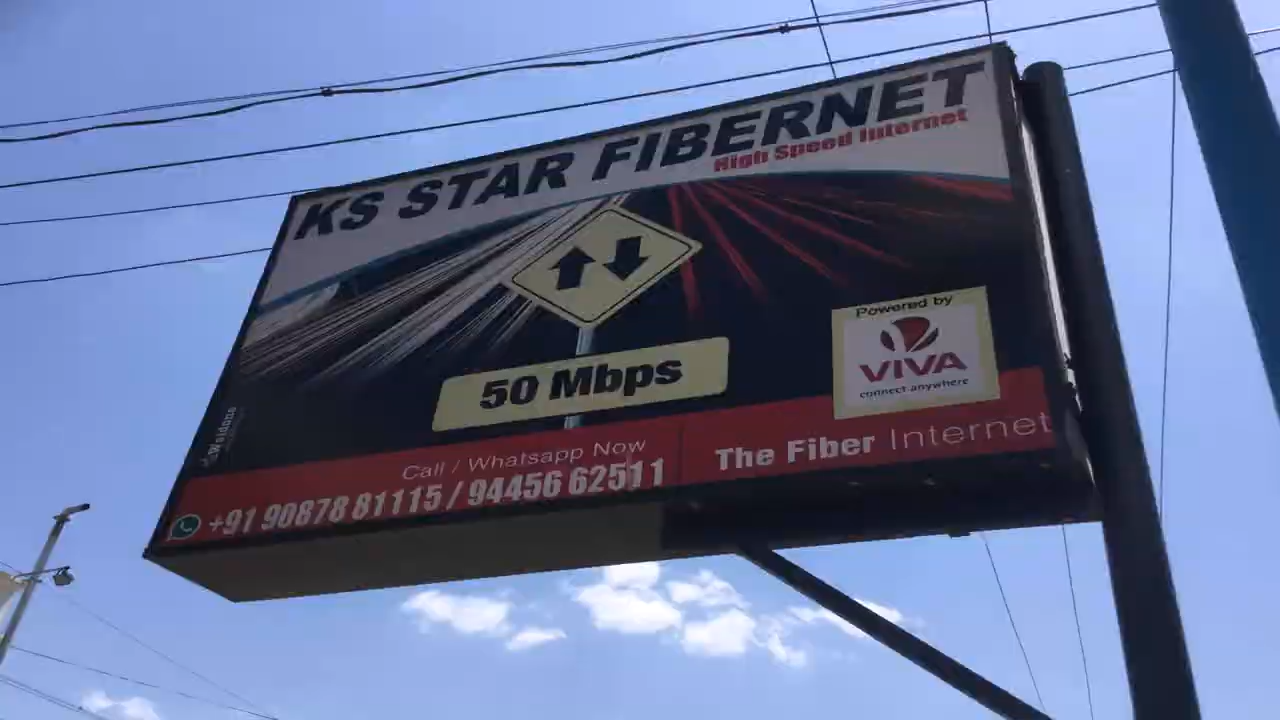 KS STAR FIBERNET
High Speed Internet
50 Mbps
Powered by
VIVA
connect anywhere
Call / Whatsapp Now
+91 90878 81115 / 94456 62511
The Fiber Internet